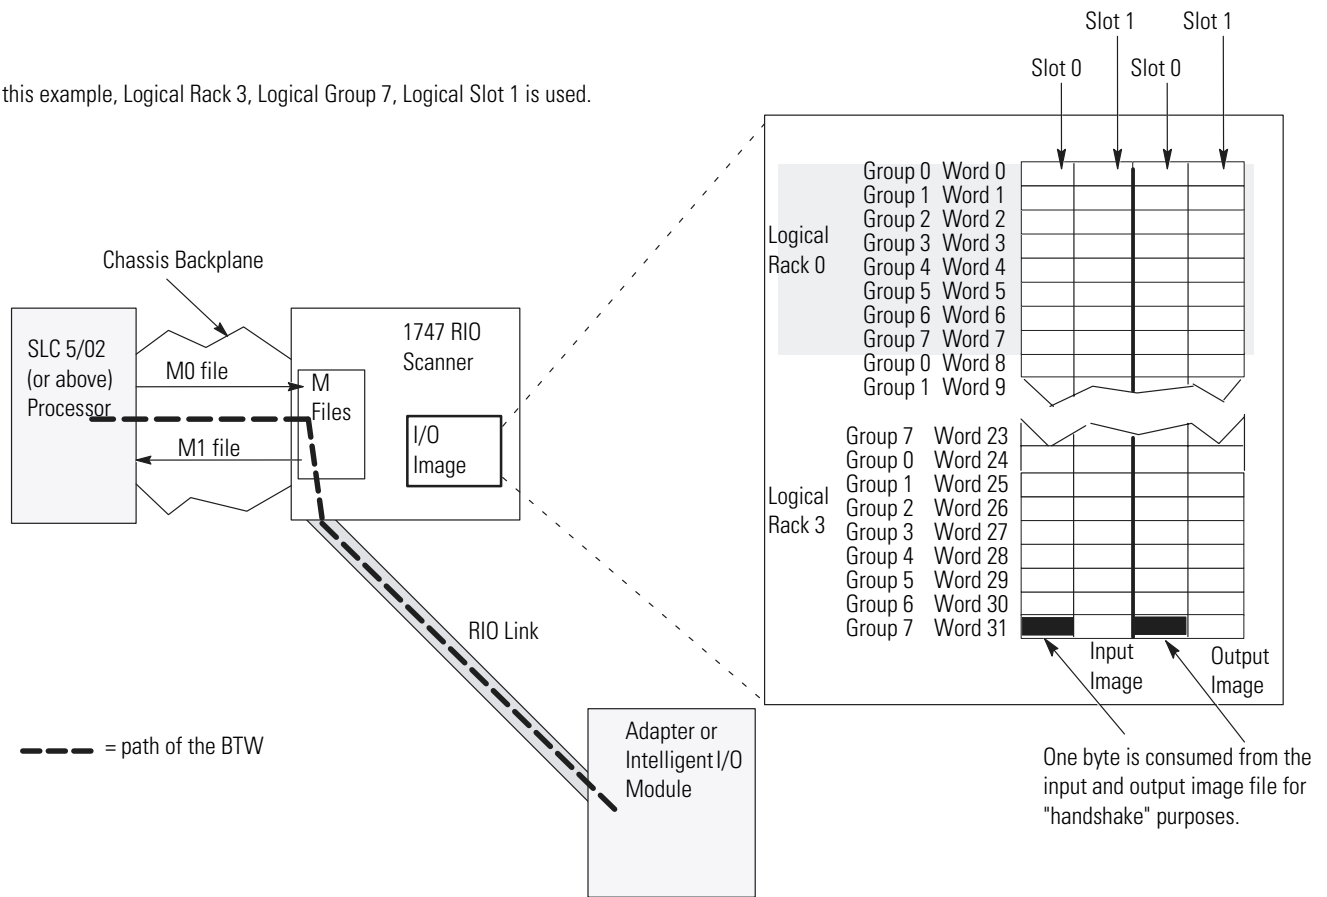 Slot 1 Slot 1
Slot 0 Slot 0
this example, Logical Rack 3, Logical Group 7, Logical Slot 1 is used.
Chassis Backplane
SLC 5/02
(or above)
Processor
M0 file
M1 file
M
Files
1747 RIO
Scanner
I/O
Image
RIO Link
Adapter or
Intelligent I/O
Module
= path of the BTW
Logical
Rack 0
Group 0 Word 0
Group 1 Word 1
Group 2 Word 2
Group 3 Word 3
Group 4 Word 4
Group 5 Word 5
Group 6 Word 6
Group 7 Word 7
Group 0 Word 8
Group 1 Word 9
Logical
Rack 3
Group 7 Word 23
Group 0 Word 24
Group 1 Word 25
Group 2 Word 26
Group 3 Word 27
Group 4 Word 28
Group 5 Word 29
Group 6 Word 30
Group 7 Word 31
Input
Image
Output
Image
One byte is consumed from the
input and output image file for
"handshake" purposes.